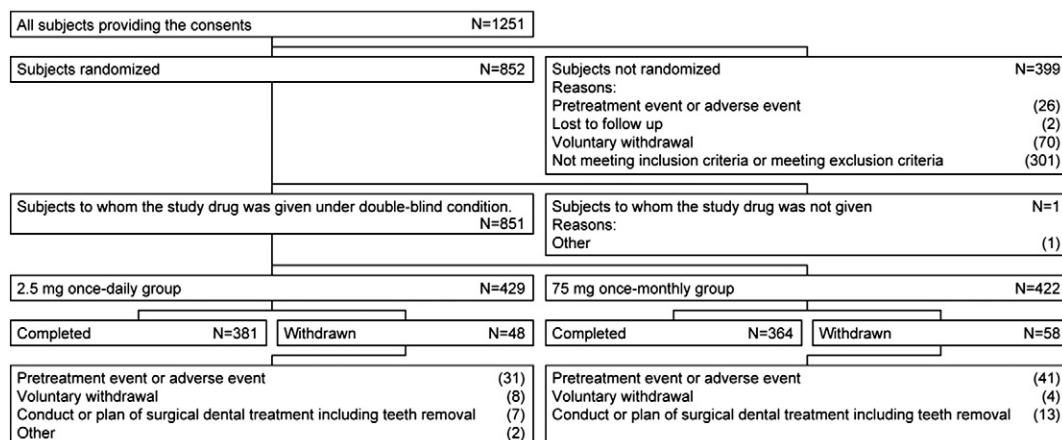 All subjects providing the consents N=1251
Subjects randomized N=852
Subjects not randomized N=399
Reasons:
Pretreatment event or adverse event (26)
Lost to follow up (2)
Voluntary withdrawal (70)
Not meeting inclusion criteria or meeting exclusion criteria (301)
Subjects to whom the study drug was given under double-blind condition.
N=851
Subjects to whom the study drug was not given N=1
Reasons:
Other (1)
2.5 mg once-daily group N=429
75 mg once-monthly group N=422
Completed N=381
Withdrawn N=48
Completed N=364
Withdrawn N=58
Pretreatment event or adverse event (31)
Voluntary withdrawal (8)
Conduct or plan of surgical dental treatment including teeth removal (7)
Other (2)
Pretreatment event or adverse event (41)
Voluntary withdrawal (4)
Conduct or plan of surgical dental treatment including teeth removal (13)